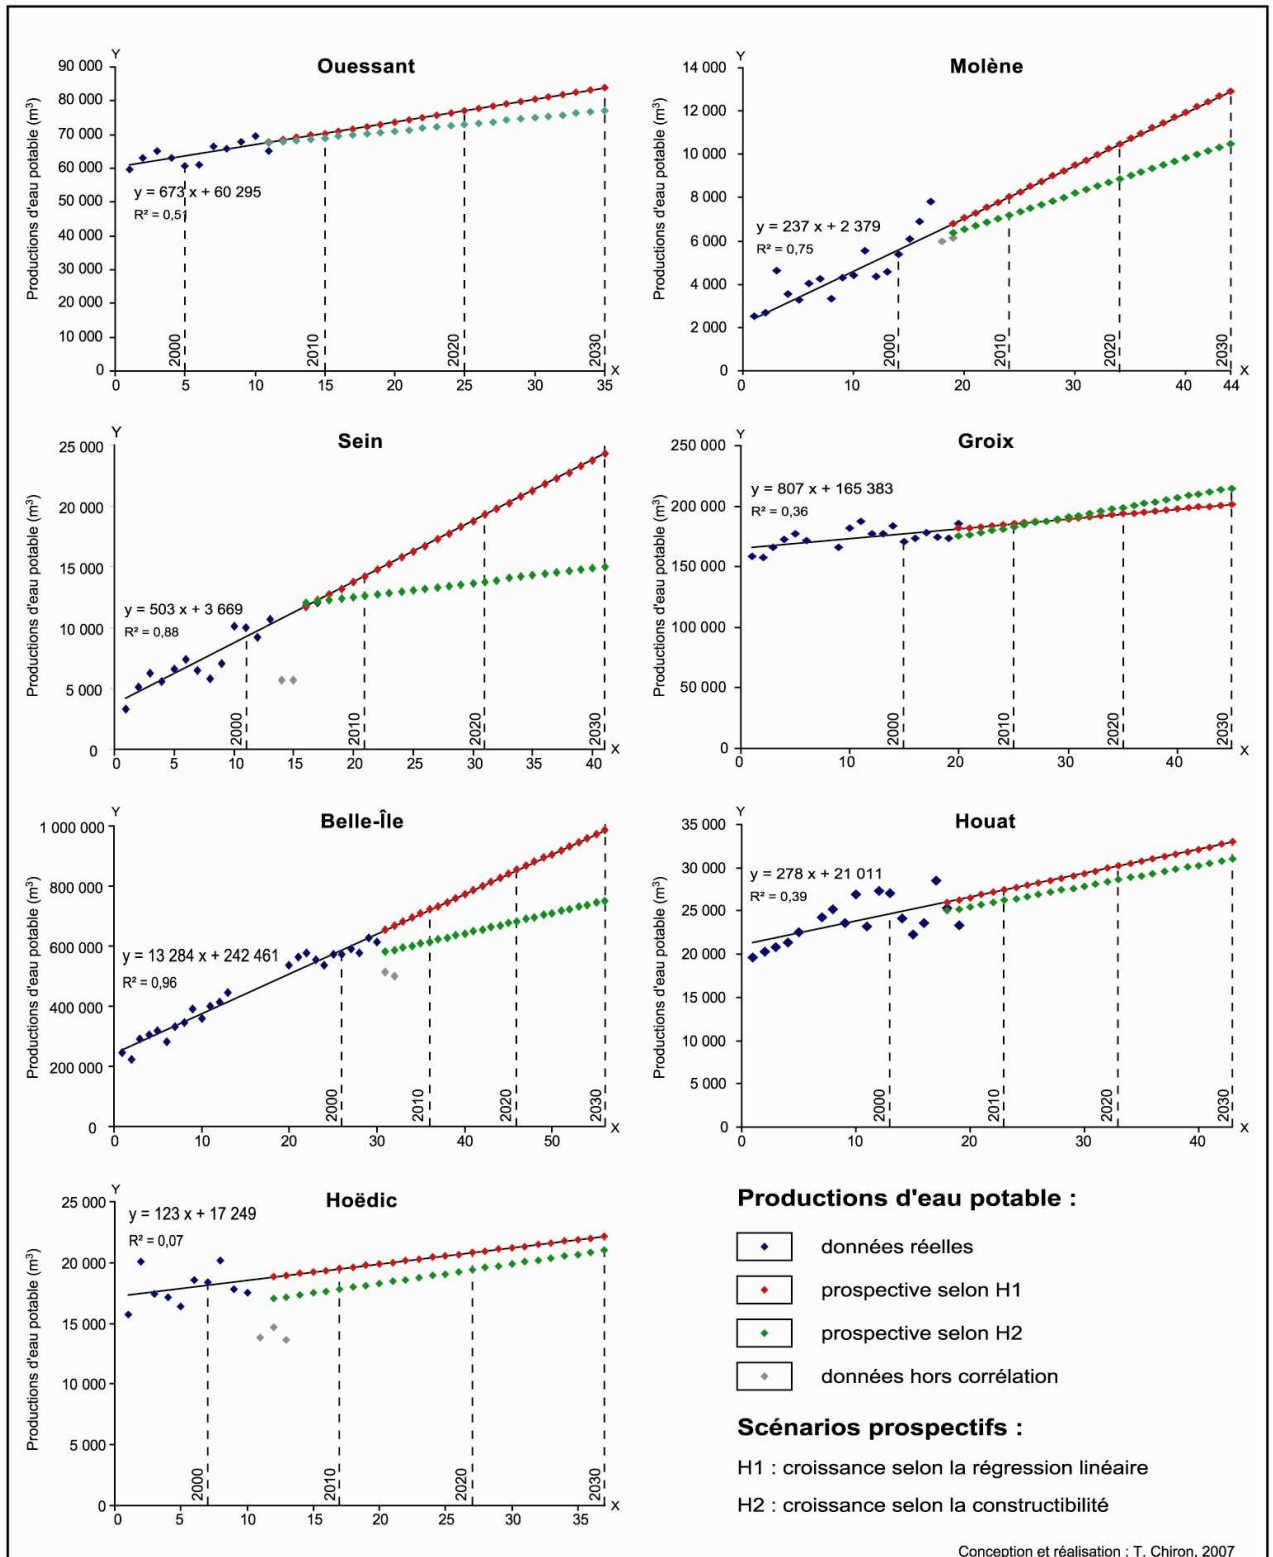 Ouessant
Y
Productions d'eau potable (m³)
90 000
80 000
70 000
60 000
50 000
40 000
30 000
20 000
10 000
0
y = 673 x + 60 295
R² = 0,51
2000
2010
2020
2030
0 5 10 15 20 25 30 35 X
Molène
Y
Productions d'eau potable (m³)
14 000
12 000
10 000
8 000
6 000
4 000
2 000
0
y = 237 x + 2 379
R² = 0,75
2000
2010
2020
2030
0 10 20 30 40 44 X
Sein
Y
Productions d'eau potable (m³)
25 000
20 000
15 000
10 000
5 000
0
y = 503 x + 3 669
R² = 0,88
2000
2010
2020
2030
0 5 10 15 20 25 30 35 40 X
Groix
Y
Productions d'eau potable (m³)
250 000
200 000
150 000
100 000
50 000
0
y = 807 x + 165 383
R² = 0,36
2000
2010
2020
2030
0 10 20 30 40 X
Belle-Île
Y
Productions d'eau potable (m³)
1 000 000
800 000
600 000
400 000
200 000
0
y = 13 284 x + 242 461
R² = 0,96
2000
2010
2020
2030
0 10 20 30 40 50 X
Houat
Y
Productions d'eau potable (m³)
35 000
30 000
25 000
20 000
15 000
10 000
5 000
0
y = 278 x + 21 011
R² = 0,39
2000
2010
2020
2030
0 10 20 30 40 X
Hoëdic
Y
Productions d'eau potable (m³)
25 000
20 000
15 000
10 000
5 000
0
y = 123 x + 17 249
R² = 0,07
2000
2010
2020
2030
0 5 10 15 20 25 30 35 X
Productions d'eau potable :
données réelles
prospective selon H1
prospective selon H2
données hors corrélation
Scénarios prospectifs :
H1 : croissance selon la régression linéaire
H2 : croissance selon la constructibilité
Conception et réalisation : T. Chiron, 2007